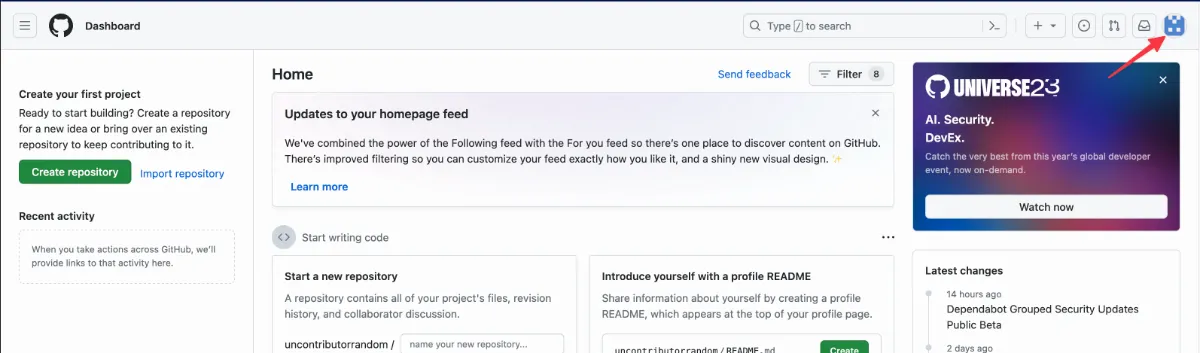 Dashboard
Type / to search
Create your first project
Ready to start building? Create a repository
for a new idea or bring over an existing
repository to keep contributing to it.
Create repository
Import repository
Recent activity
When you take actions across GitHub, we'll
provide links to that activity here.
Home
Send feedback
Filter 8
Updates to your homepage feed
We've combined the power of the Following feed with the For you feed so there's one place to discover content on GitHub.
There's improved filtering so you can customize your feed exactly how you like it, and a shiny new visual design. ✨
Learn more
Start writing code
Start a new repository
A repository contains all of your project's files, revision
history, and collaborator discussion.
uncontributorrandom /
name your new repository...
Introduce yourself with a profile README
Share information about yourself by creating a profile
README, which appears at the top of your profile page.
uncontributorrandom/README.md
Create
UNIVERSE23
AI. Security.
DevEx.
Catch the very best from this year's global developer
event, now on-demand.
Watch now
Latest changes
14 hours ago
Dependabot Grouped Security Updates
Public Beta
2 days ago